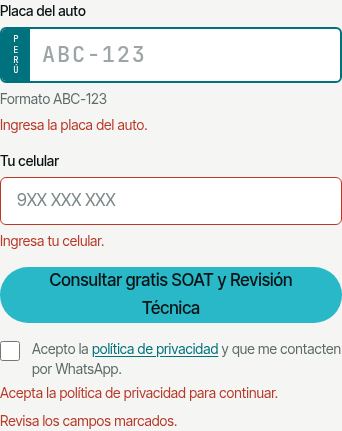 Placa del auto
PERÚ
ABC-123
Formato ABC-123
Ingresa la placa del auto.
Tu celular
9XX XXX XXX
Ingresa tu celular.
Consultar gratis SOAT y Revisión
Técnica
Acepto la política de privacidad y que me contacten
por WhatsApp.
Acepta la política de privacidad para continuar.
Revisa los campos marcados.